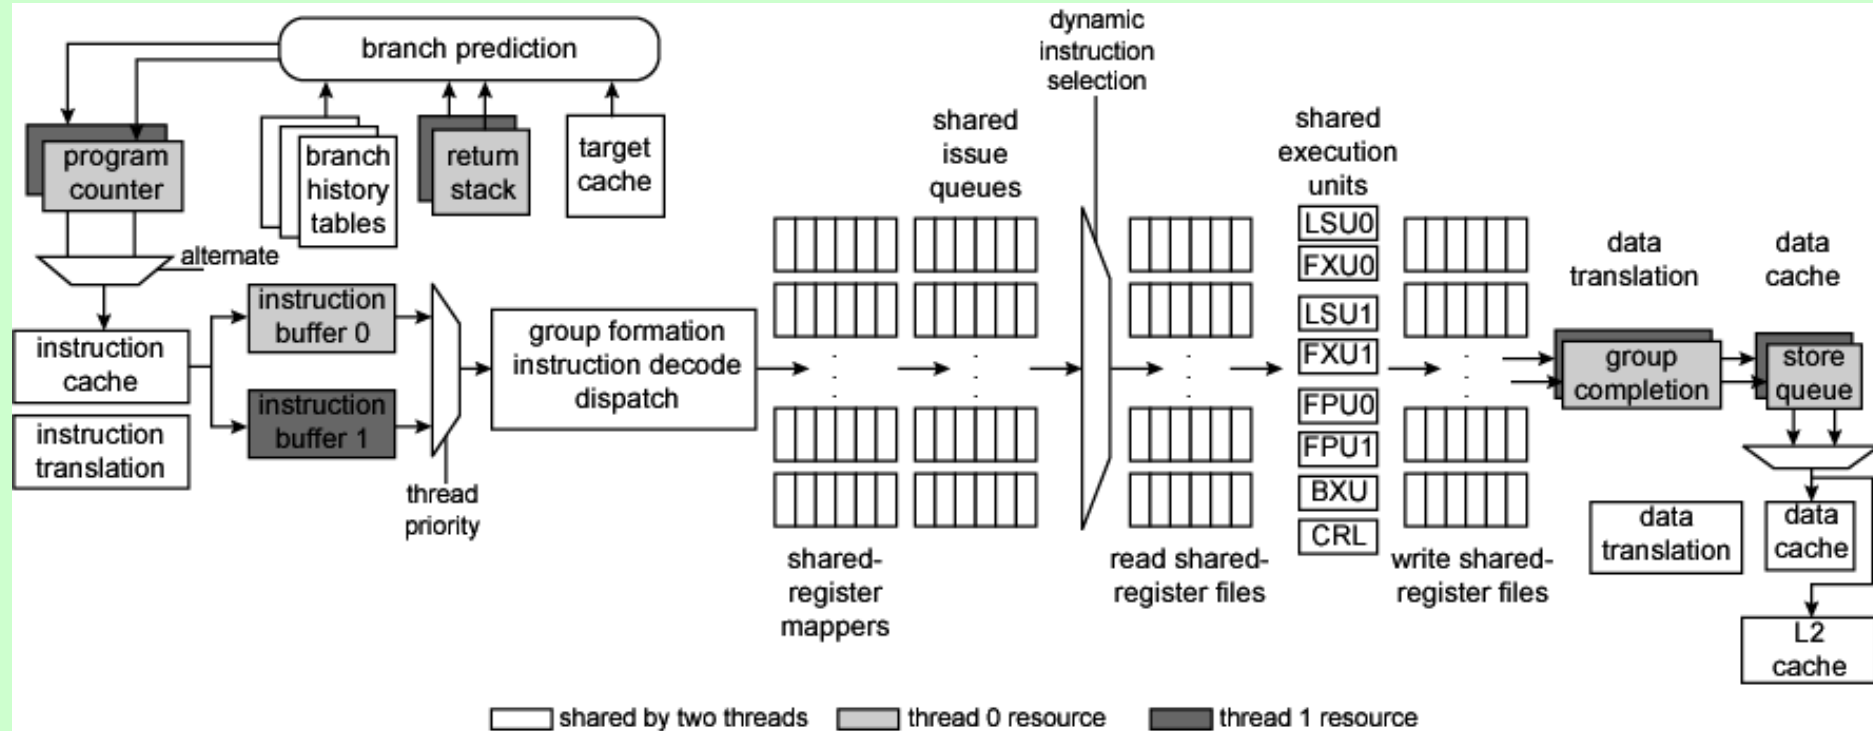 branch prediction
dynamic
instruction
selection
program
counter
branch
history
tables
return
stack
target
cache
shared
issue
queues
shared
execution
units
alternate
instruction
cache
instruction
translation
instruction
buffer 0
instruction
buffer 1
thread
priority
group formation
instruction decode
dispatch
shared-
register
mappers
read shared-
register files
LSU0
FXU0
LSU1
FXU1
FPU0
FPU1
BXU
CRL
write shared-
register files
data
translation
data
cache
group
completion
store
queue
data
translation
data
cache
L2
cache
shared by two threads
thread 0 resource
thread 1 resource